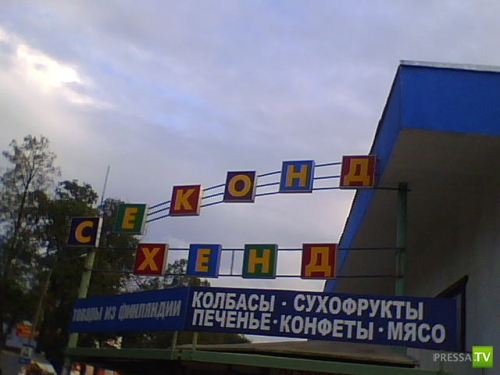 СЕКОНД
ХЕНД
ТОВАРЫ ИЗ ФИНЛЯНДИИ
КОЛБАСЫ · СУХОФРУКТЫ
ПЕЧЕНЬЕ · КОНФЕТЫ · МЯСО
PRESSA.TV